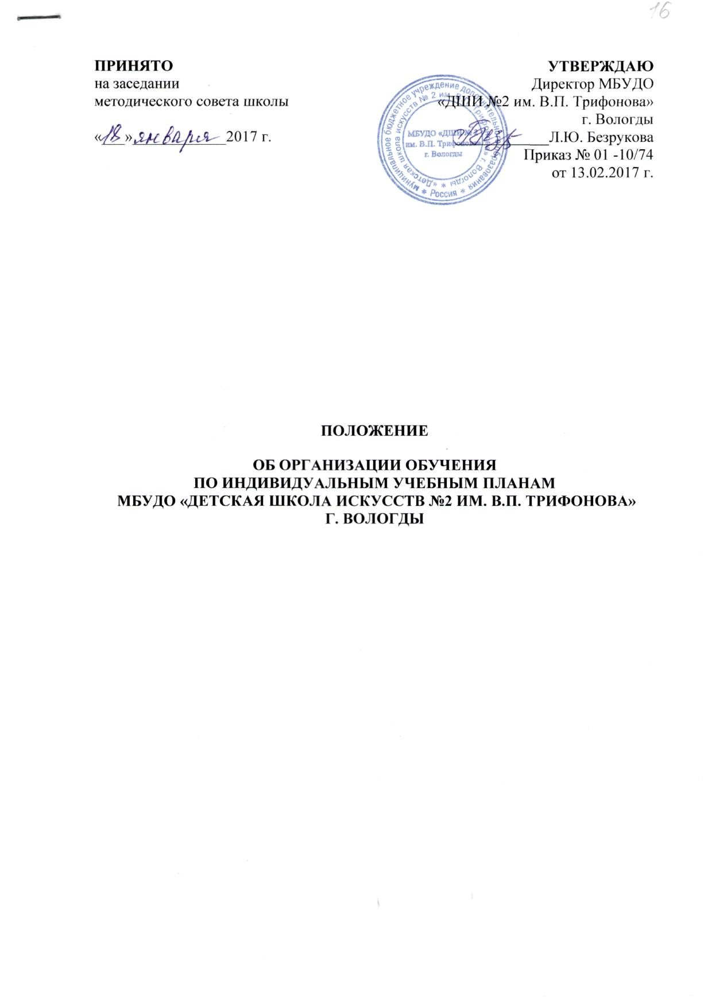 16
ПРИНЯТО
на заседании
методического совета школы
«18» января 2017 г.
УТВЕРЖДАЮ
Директор МБУДО
«ДШИ №2 им. В.П. Трифонова»
г. Вологды
Л.Ю. Безрукова
Приказ № 01 -10/74
от 13.02.2017 г.
муниципальное бюджетное учреждение дополнительного образования * Россия *
«Детская школа искусств № 2 им. В.П. Трифонова» г. Вологды *
МБУДО «ДШИ № 2
им. В.П. Трифонова»
г. Вологды
ПОЛОЖЕНИЕ
ОБ ОРГАНИЗАЦИИ ОБУЧЕНИЯ
ПО ИНДИВИДУАЛЬНЫМ УЧЕБНЫМ ПЛАНАМ
МБУДО «ДЕТСКАЯ ШКОЛА ИСКУССТВ №2 ИМ. В.П. ТРИФОНОВА»
Г. ВОЛОГДЫ